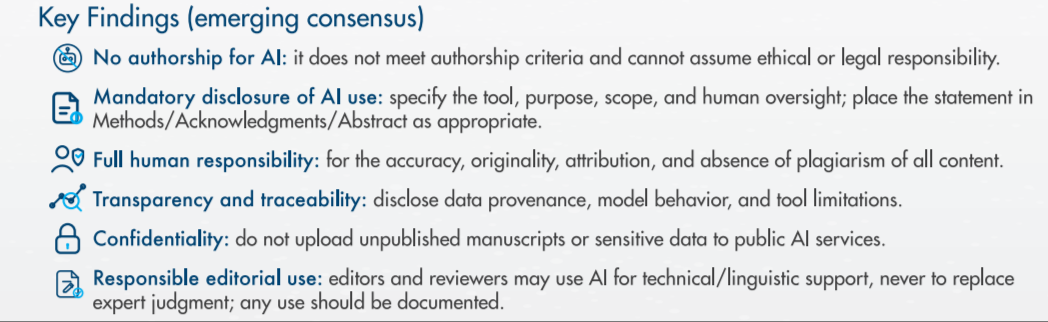 Key Findings (emerging consensus)
No authorship for AI: it does not meet authorship criteria and cannot assume ethical or legal responsibility.
Mandatory disclosure of AI use: specify the tool, purpose, scope, and human oversight; place the statement in
Methods/Acknowledgments/Abstract as appropriate.
Full human responsibility: for the accuracy, originality, attribution, and absence of plagiarism of all content.
Transparency and traceability: disclose data provenance, model behavior, and tool limitations.
Confidentiality: do not upload unpublished manuscripts or sensitive data to public AI services.
Responsible editorial use: editors and reviewers may use AI for technical/linguistic support, never to replace
expert judgment; any use should be documented.